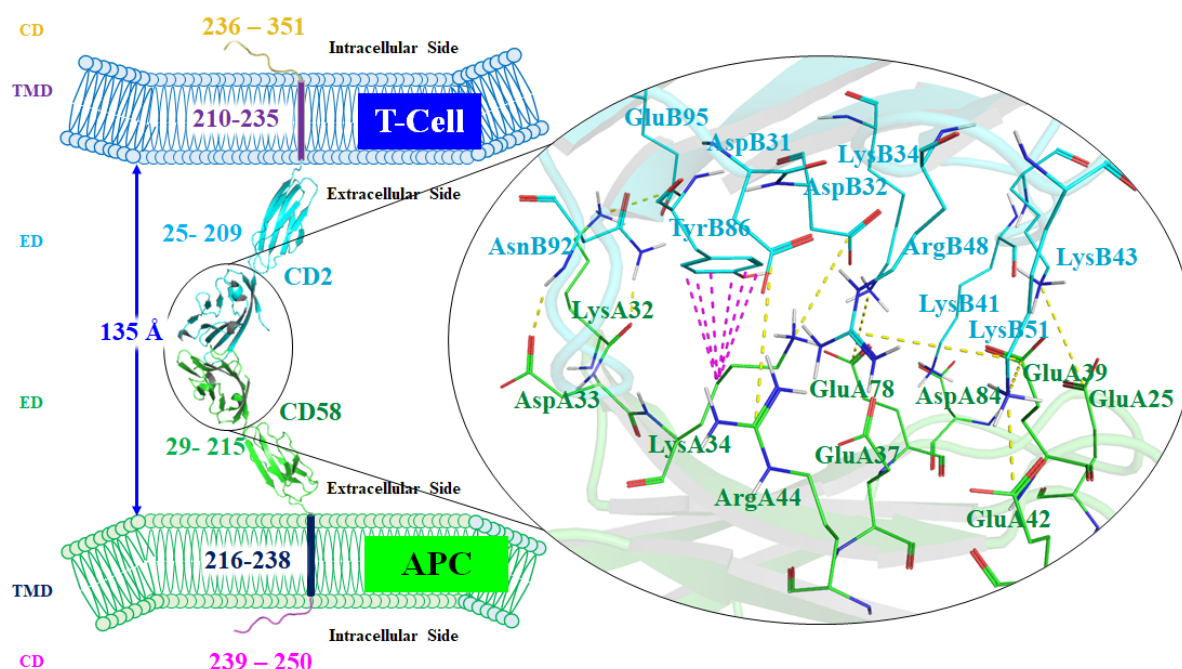 CD
236 – 351
Intracellular Side
TMD
210-235
T-Cell
Extracellular Side
ED
25- 209
CD2
135 Å
ED
CD58
29- 215
Extracellular Side
216-238
APC
TMD
Intracellular Side
CD
239 – 250
GluB95
AspB31
LysB34
AspB32
AsnB92
TyrB86
ArgB48
LysB43
LysA32
LysB41
LysB51
AspA33
GluA78
GluA39
AspA84
GluA25
LysA34
GluA37
ArgA44
GluA42